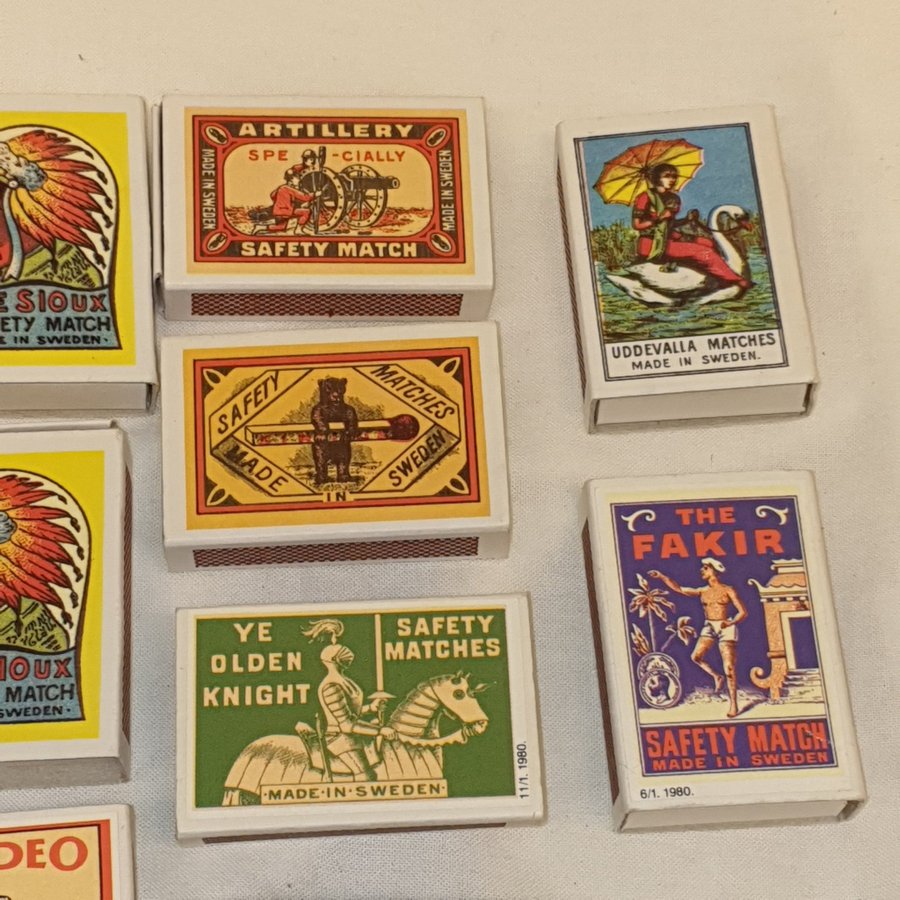 E SIOUX
ETY MATCH
E IN SWEDEN.
IOUX
MATCH
SWEDEN.
DEO
ARTILLERY
SPE-CIALLY
MADE IN SWEDEN
MADE IN SWEDEN
SAFETY MATCH
SAFETY
MATCHES
MADE
IN
SWEDEN
YE
OLDEN
KNIGHT
SAFETY
MATCHES
·MADE·IN·SWEDEN·
11/1. 1980.
UDDEVALLA MATCHES
MADE IN SWEDEN.
THE
FAKIR
SAFETY MATCH
MADE IN SWEDEN
6/1. 1980.